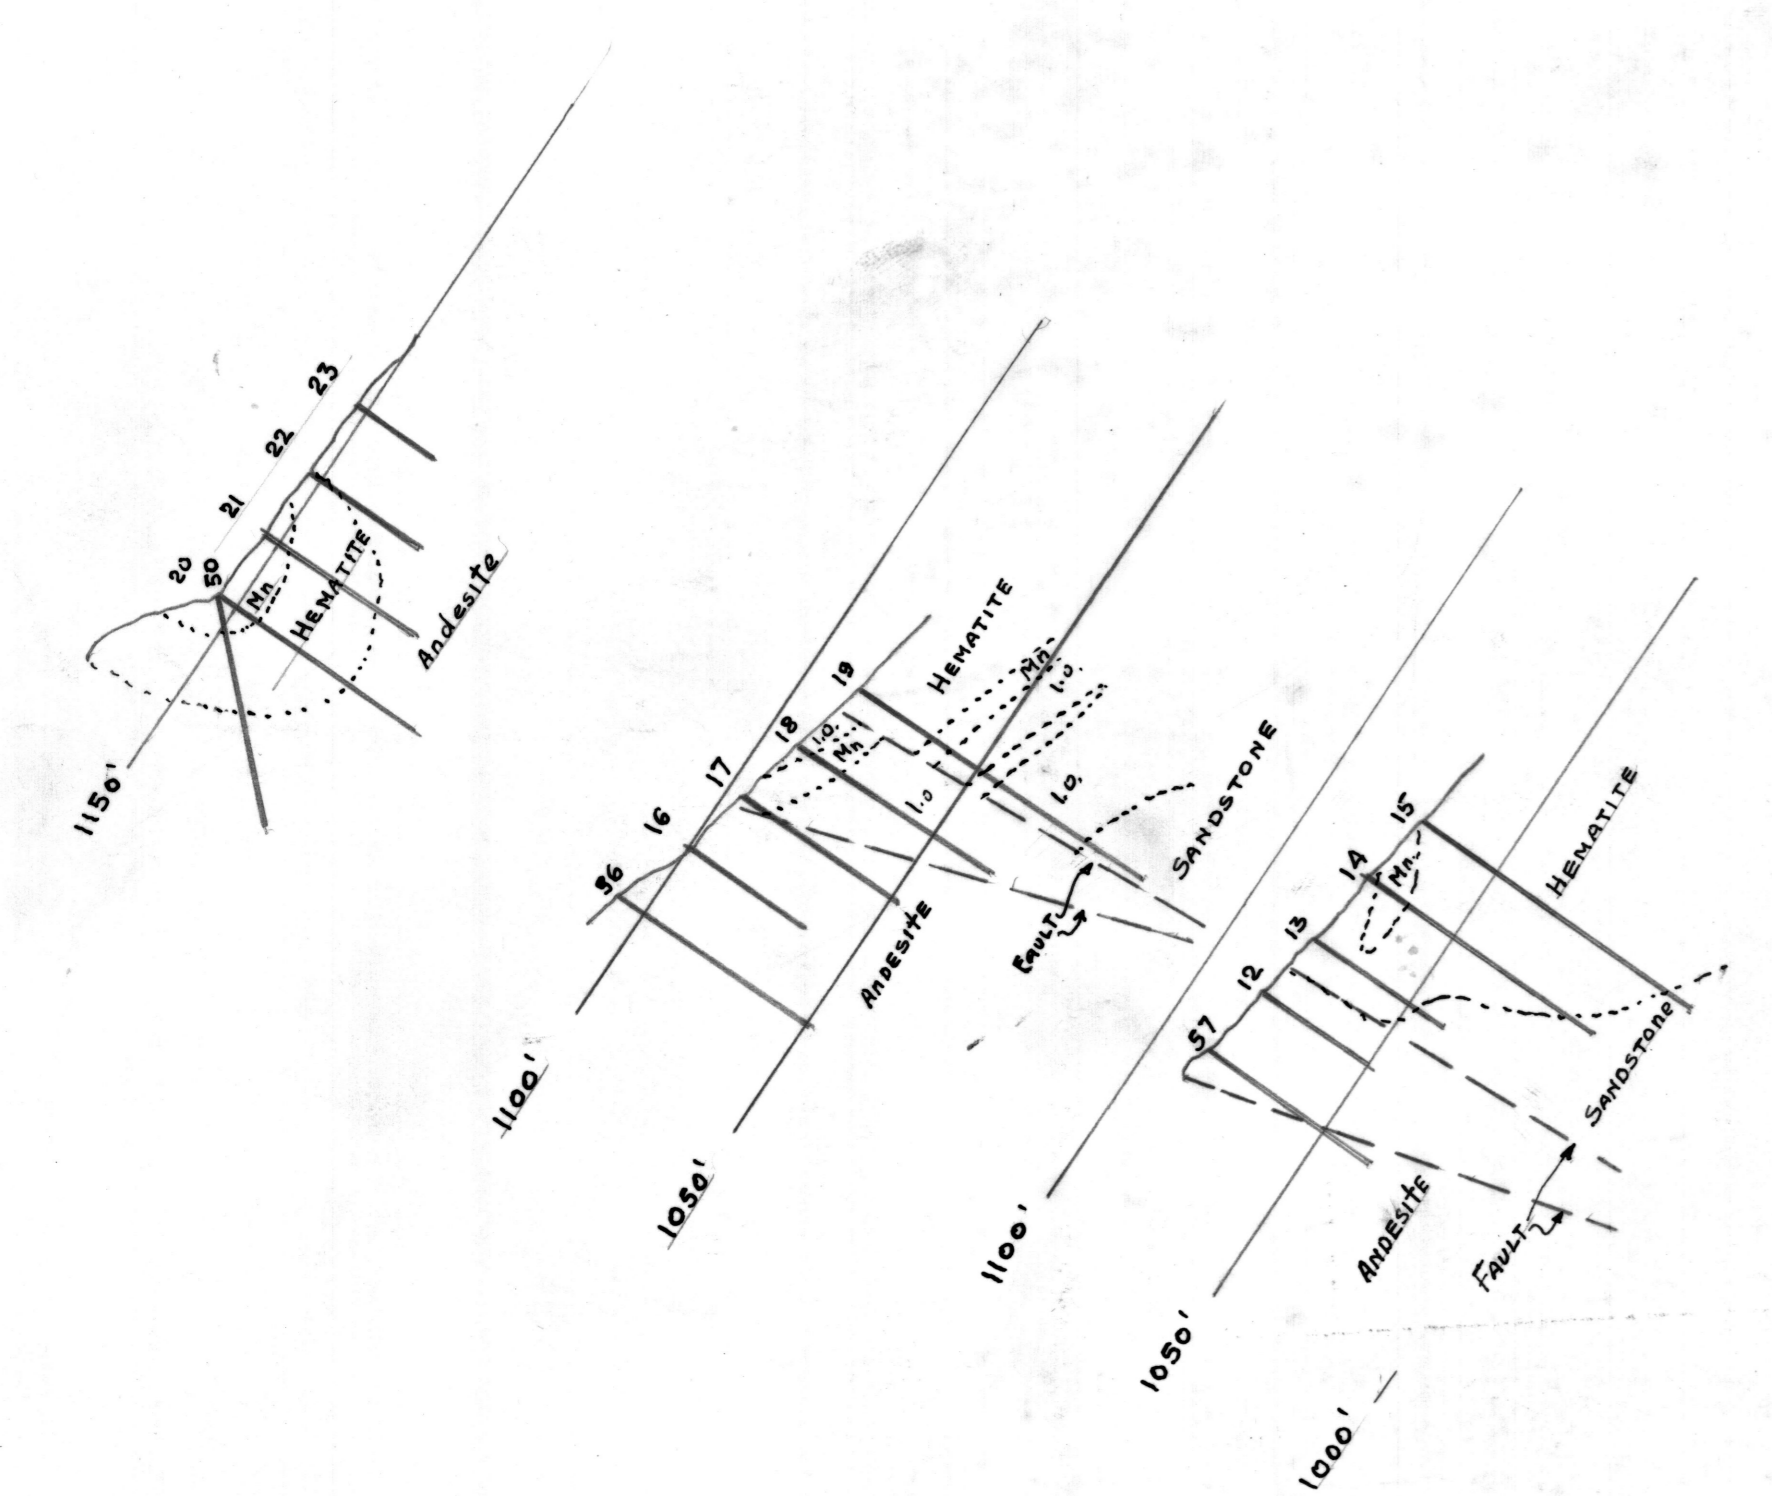 23
22
21
20
50
Mn
HEMATITE
Andesite
1150'
19
18
17
16
36
I.O.
Mn
I.O
HEMATITE
Mn
I.O.
I.O.
SANDSTONE
FAULT
ANDESITE
1100'
1050'
15
14
13
12
57
Mn.
HEMATITE
SANDSTONE
FAULT
ANDESITE
1100'
1050'
1000'